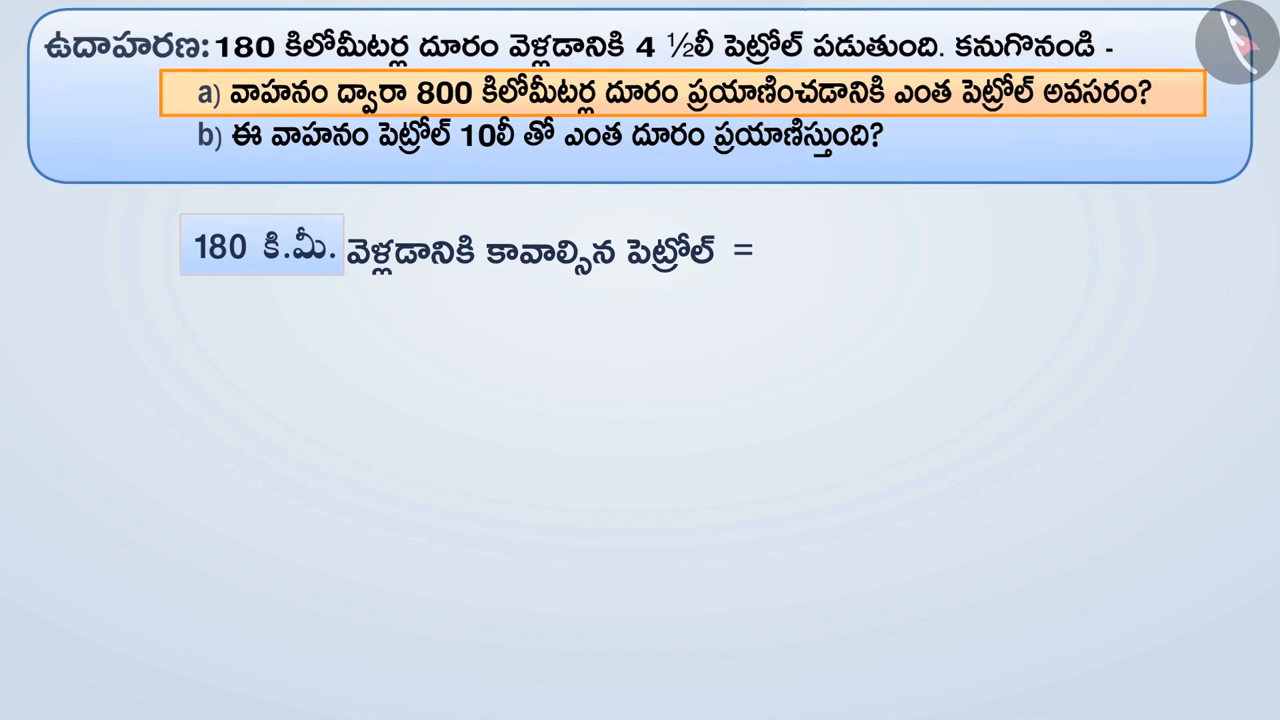 ఉదాహరణ: 180 కిలోమీటర్ల దూరం వెళ్లడానికి 4 ½లీ పెట్రోల్ పడుతుంది. కనుగొనండి -
a) వాహనం ద్వారా 800 కిలోమీటర్ల దూరం ప్రయాణించడానికి ఎంత పెట్రోల్ అవసరం?
b) ఈ వాహనం పెట్రోల్ 10లీ తో ఎంత దూరం ప్రయాణిస్తుంది?
180 కి.మీ. వెళ్లడానికి కావాల్సిన పెట్రోల్ =